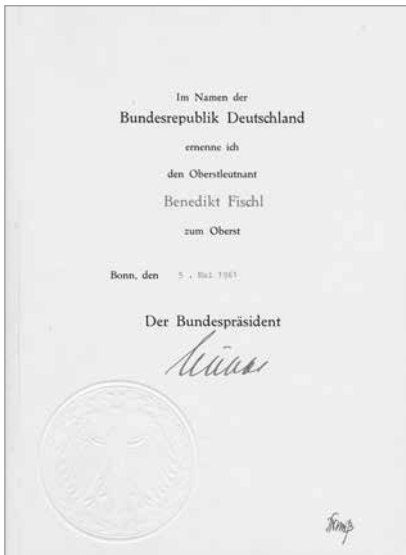 Im Namen der
Bundesrepublik Deutschland
ernenne ich
den Oberstleutnant
Benedikt Fischl
zum Oberst
Bonn, den 5. Mai 1961
Der Bundespräsident